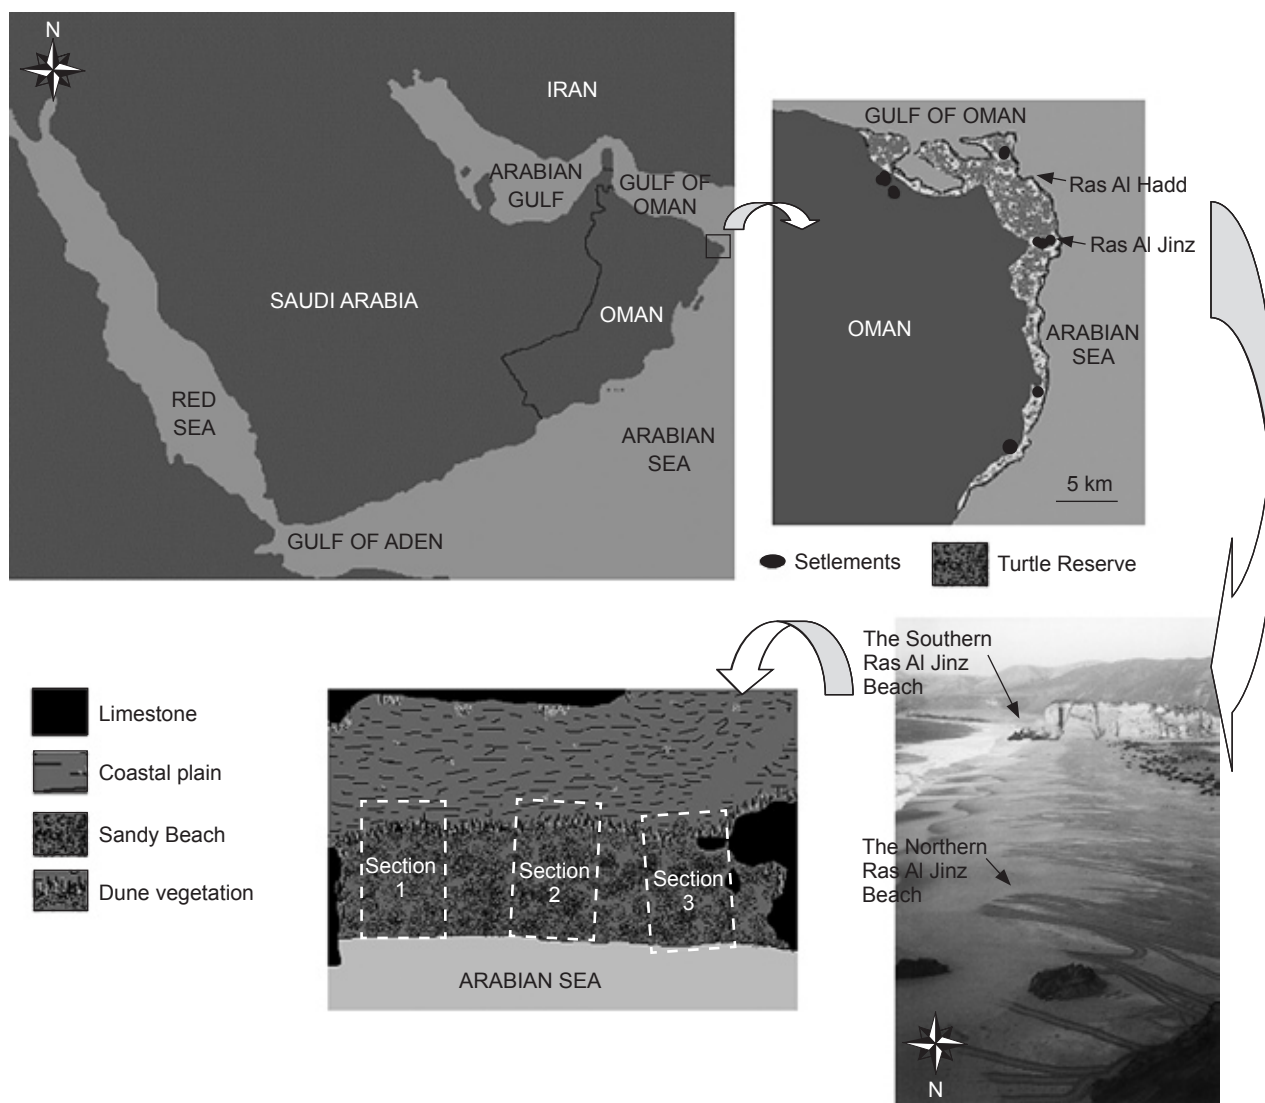 N
IRAN
ARABIAN
GULF
GULF OF
OMAN
SAUDI ARABIA
OMAN
RED
SEA
ARABIAN
SEA
GULF OF ADEN
GULF OF OMAN
Ras Al Hadd
Ras Al Jinz
OMAN
ARABIAN
SEA
5 km
Setlements
Turtle Reserve
The Southern
Ras Al Jinz
Beach
The Northern
Ras Al Jinz
Beach
N
Limestone
Coastal plain
Sandy Beach
Dune vegetation
Section
1
Section
2
Section
3
ARABIAN SEA